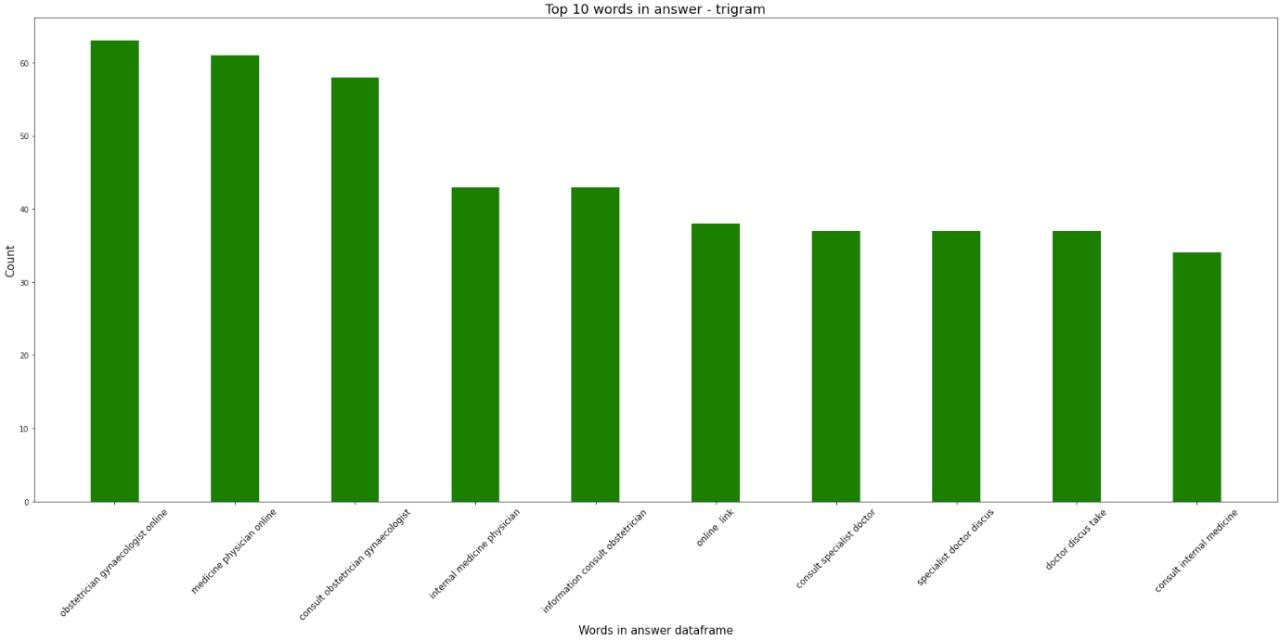 Top 10 words in answer - trigram
Count
60
50
40
30
20
10
0
obstetrician gynaecologist online
medicine physician online
consult obstetrician gynaecologist
internal medicine physician
information consult obstetrician
online  link
consult specialist doctor
specialist doctor discus
doctor discus take
consult internal medicine
Words in answer dataframe